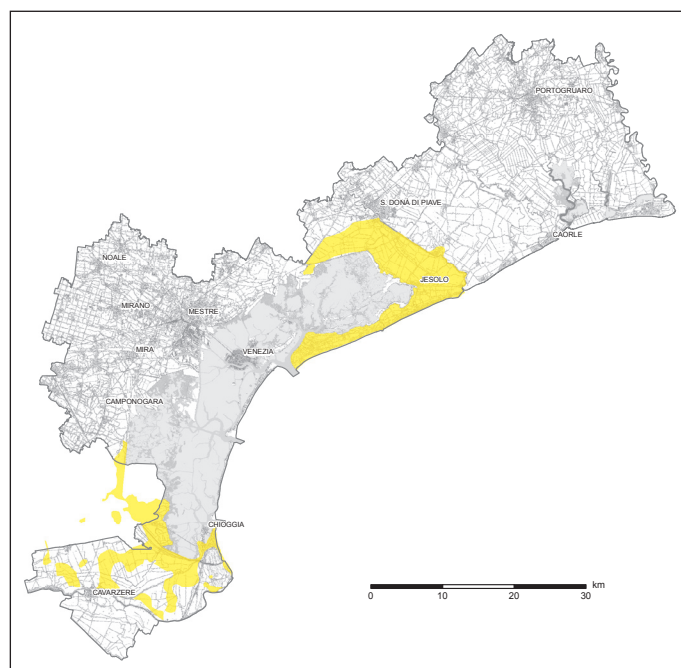 PORTOGRUARO
S. DONÀ DI PIAVE
CAORLE
NOALE
JESOLO
MIRANO
MESTRE
MIRA
VENEZIA
CAMPONOGARA
CHIOGGIA
CAVARZERE
km
0 10 20 30